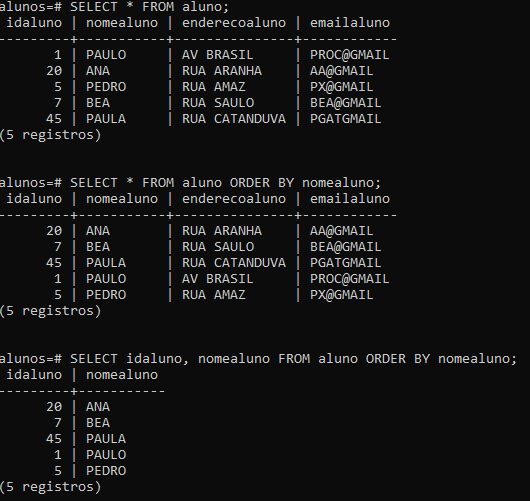 alunos=# SELECT * FROM aluno;
 idaluno | nomealuno | enderecoaluno | emailaluno
---------+-----------+---------------+------------
       1 | PAULO     | AV BRASIL     | PROC@GMAIL
      20 | ANA       | RUA ARANHA    | AA@GMAIL
       5 | PEDRO     | RUA AMAZ      | PX@GMAIL
       7 | BEA       | RUA SAULO     | BEA@GMAIL
      45 | PAULA     | RUA CATANDUVA | PGATGMAIL
(5 registros)

alunos=# SELECT * FROM aluno ORDER BY nomealuno;
 idaluno | nomealuno | enderecoaluno | emailaluno
---------+-----------+---------------+------------
      20 | ANA       | RUA ARANHA    | AA@GMAIL
       7 | BEA       | RUA SAULO     | BEA@GMAIL
      45 | PAULA     | RUA CATANDUVA | PGATGMAIL
       1 | PAULO     | AV BRASIL     | PROC@GMAIL
       5 | PEDRO     | RUA AMAZ      | PX@GMAIL
(5 registros)

alunos=# SELECT idaluno, nomealuno FROM aluno ORDER BY nomealuno;
 idaluno | nomealuno
---------+-----------
      20 | ANA
       7 | BEA
      45 | PAULA
       1 | PAULO
       5 | PEDRO
(5 registros)